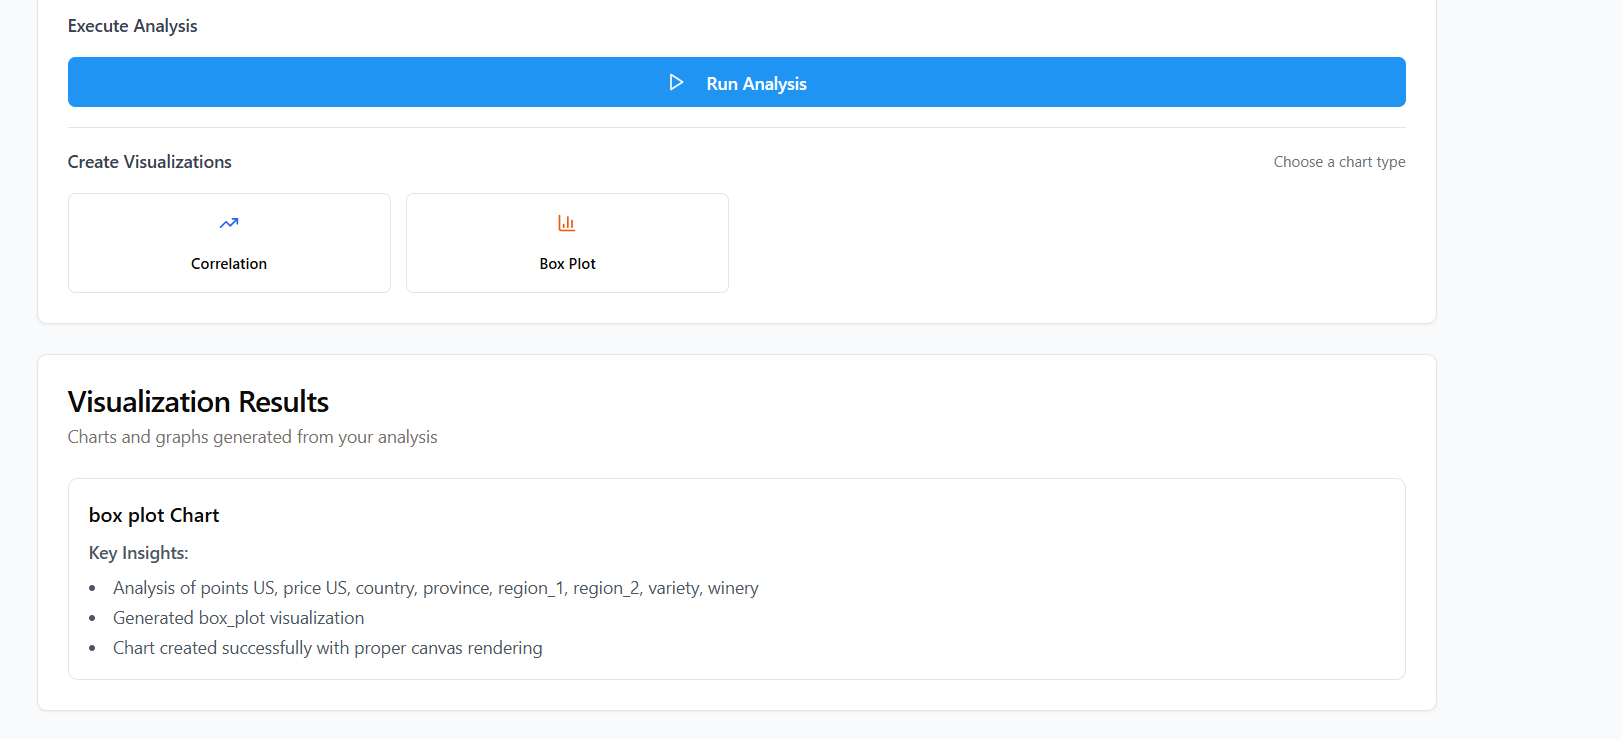 Execute Analysis
Run Analysis
Create Visualizations
Choose a chart type
Correlation
Box Plot
Visualization Results
Charts and graphs generated from your analysis
box plot Chart
Key Insights:
• Analysis of points US, price US, country, province, region_1, region_2, variety, winery
• Generated box_plot visualization
• Chart created successfully with proper canvas rendering